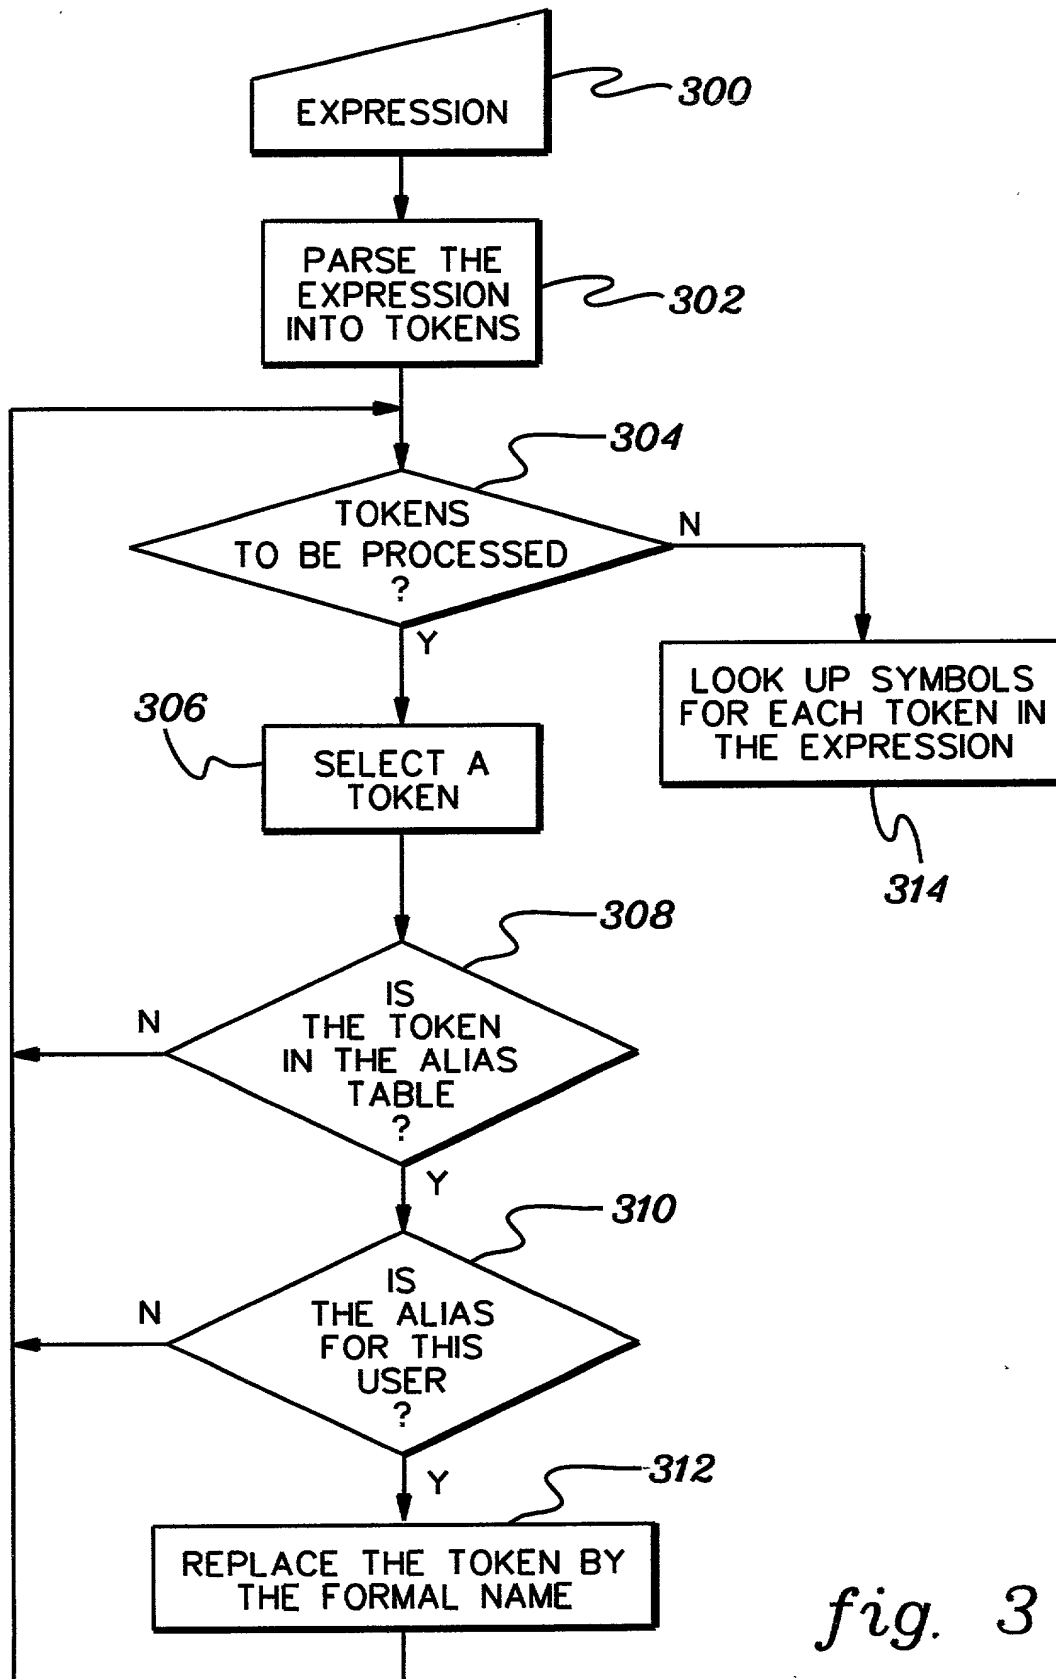 EXPRESSION
300
PARSE THE
EXPRESSION
INTO TOKENS
302
304
TOKENS
TO BE PROCESSED
?
N
Y
LOOK UP SYMBOLS
FOR EACH TOKEN IN
THE EXPRESSION
314
306
SELECT A
TOKEN
308
IS
THE TOKEN
IN THE ALIAS
TABLE
?
N
Y
310
IS
THE ALIAS
FOR THIS
USER
?
N
Y
312
REPLACE THE TOKEN BY
THE FORMAL NAME
fig. 3